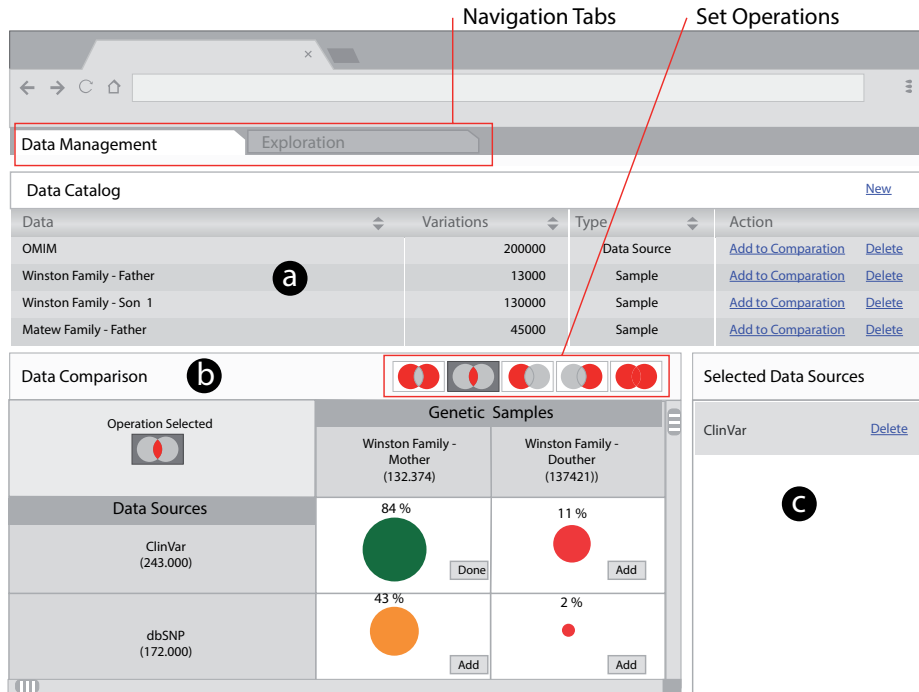 Navigation Tabs
Set Operations
Data Management
Exploration
Data Catalog
New
Data
Variations
Type
Action
OMIM
200000
Data Source
Add to Comparation
Delete
Winston Family - Father
13000
Sample
Add to Comparation
Delete
Winston Family - Son 1
130000
Sample
Add to Comparation
Delete
Matew Family - Father
45000
Sample
Add to Comparation
Delete
a
Data Comparison
b
Selected Data Sources
Operation Selected
Genetic Samples
Winston Family -
Mother
(132.374)
Winston Family -
Douther
(137421))
ClinVar
Delete
c
Data Sources
ClinVar
(243.000)
84 %
Done
11 %
Add
dbSNP
(172.000)
43 %
Add
2 %
Add